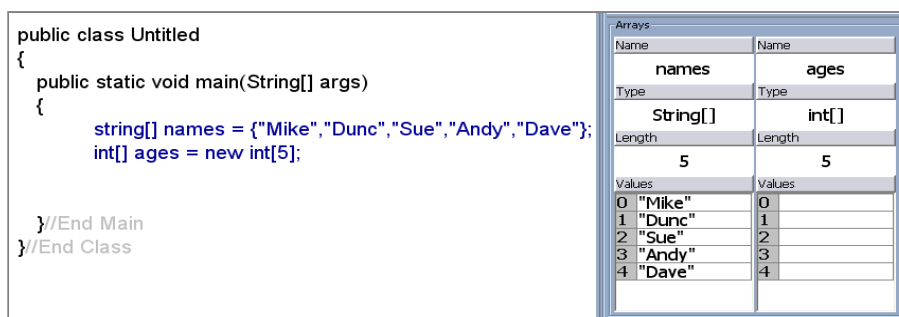 public class Untitled
{
public static void main(String[] args)
{
string[] names = {"Mike","Dunc","Sue","Andy","Dave"};
int[] ages = new int[5];
}//End Main
}//End Class
Arrays
Name Name
names ages
Type Type
String[] int[]
Length Length
5 5
Values Values
0 "Mike" 0
1 "Dunc" 1
2 "Sue" 2
3 "Andy" 3
4 "Dave" 4